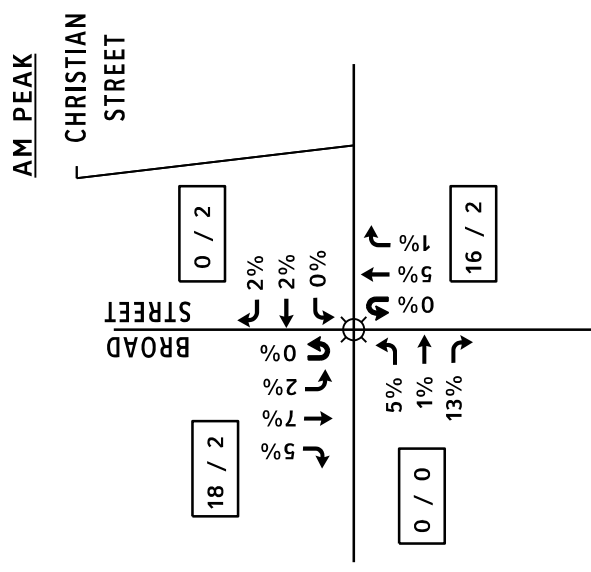 AM PEAK
CHRISTIAN
STREET
0 / 2
16 / 2
2%
2%
0%
1%
5%
0%
BROAD
STREET
0%
2%
7%
5%
5%
1%
13%
18 / 2
0 / 0